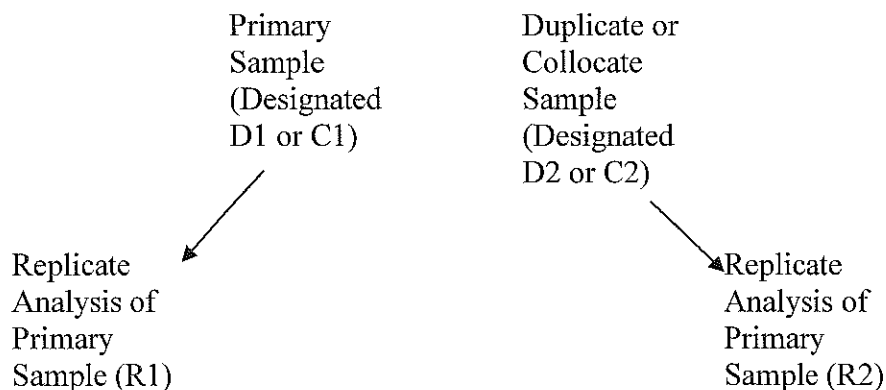 Primary
Sample
(Designated
D1 or C1)
Duplicate or
Collocate
Sample
(Designated
D2 or C2)
Replicate
Analysis of
Primary
Sample (R1)
Replicate
Analysis of
Primary
Sample (R2)